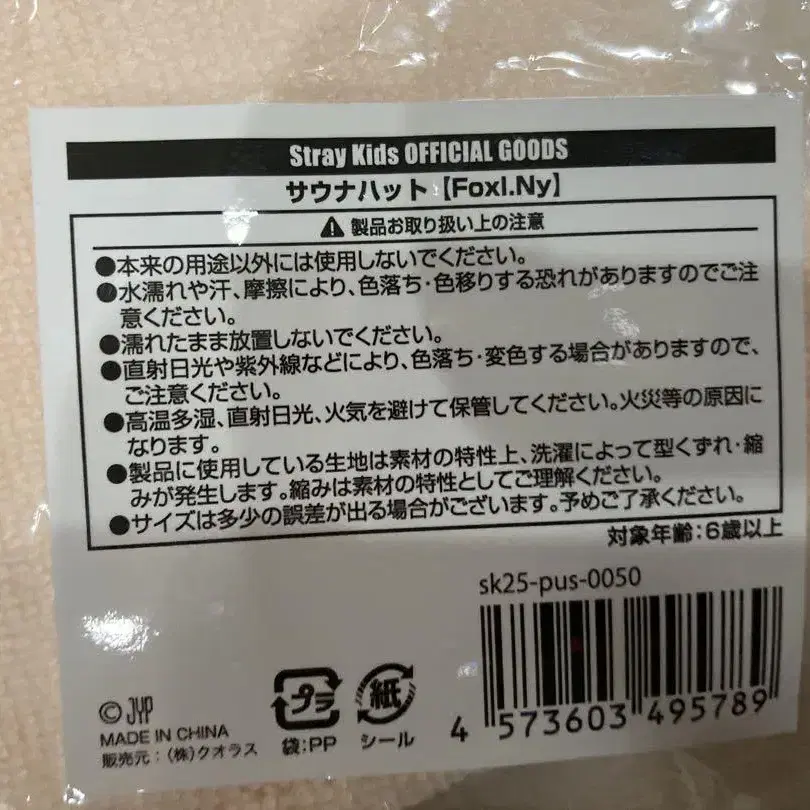 Stray Kids OFFICIAL GOODS
サウナハット【FoxI.Ny】
⚠ 製品お取り扱い上の注意
●本来の用途以外には使用しないでください。
●水濡れや汗、摩擦により、色落ち・色移りする恐れがありますのでご注
意ください。
●濡れたまま放置しないでください。
●直射日光や紫外線などにより、色落ち・変色する場合がありますので、
ご注意ください。
●高温多湿、直射日光、火気を避けて保管してください。火災等の原因に
なります。
●製品に使用している生地は素材の特性上、洗濯によって型くずれ・縮
みが発生します。縮みは素材の特性としてご理解ください。
●サイズは多少の誤差が出る場合がございます。予めご了承ください。
対象年齢：6歳以上
sk25-pus-0050
4 573603 495789
©JYP
MADE IN CHINA
販売元：(株)クオラス
プラ
袋：PP
紙
シール